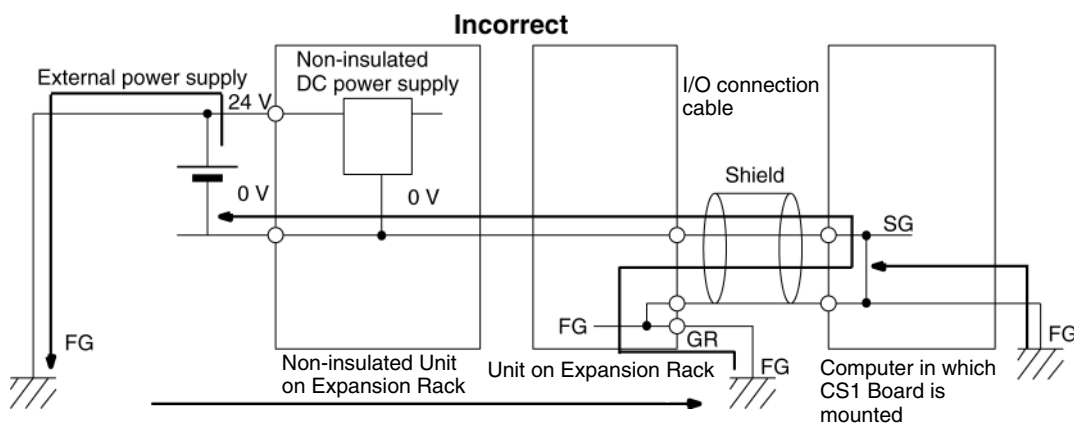 Incorrect
External power supply
Non-insulated
DC power supply
I/O connection
cable
24 V
Shield
0 V
0 V
SG
FG
FG
GR
FG
FG
Non-insulated Unit
on Expansion Rack
Unit on Expansion Rack
Computer in which
CS1 Board is
mounted